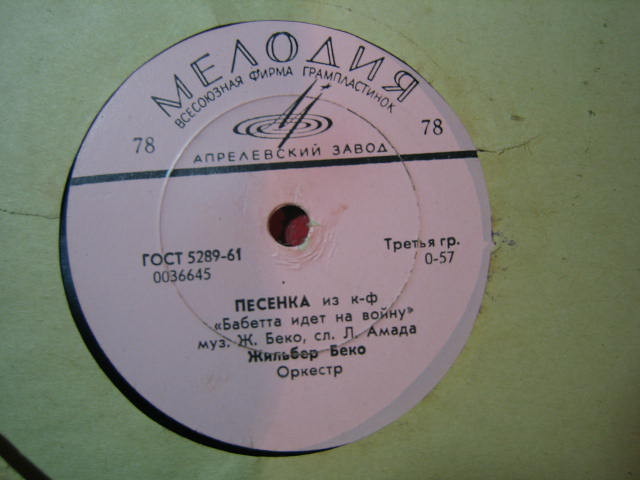 МЕЛОДИЯ
ВСЕСОЮЗНАЯ ФИРМА ГРАМПЛАСТИНОК
78
78
АПРЕЛЕВСКИЙ ЗАВОД
ГОСТ 5289-61
0036645
Третья гр.
0-57
ПЕСЕНКА из к-ф
«Бабетта идет на войну»
муз. Ж. Беко, сл. Л. Амада
Жильбер Беко
Оркестр